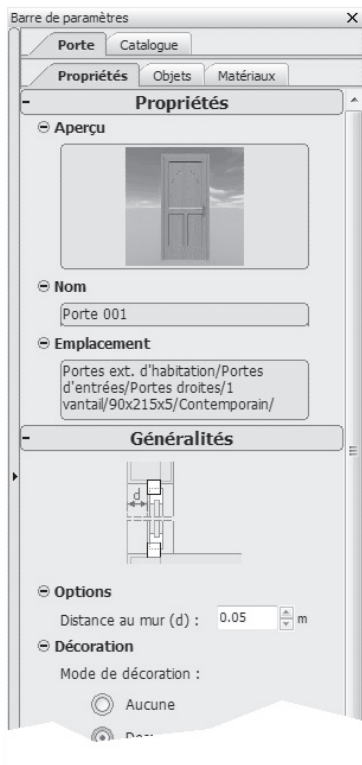 Barre de paramètres X
Porte Catalogue
Propriétés Objets Matériaux
- Propriétés
Aperçu
Nom
Porte 001
Emplacement
Portes ext. d'habitation/Portes
d'entrées/Portes droites/1
vantail/90x215x5/Contemporain/
- Généralités
d
Options
Distance au mur (d) : 0.05 m
Décoration
Mode de décoration :
Aucune